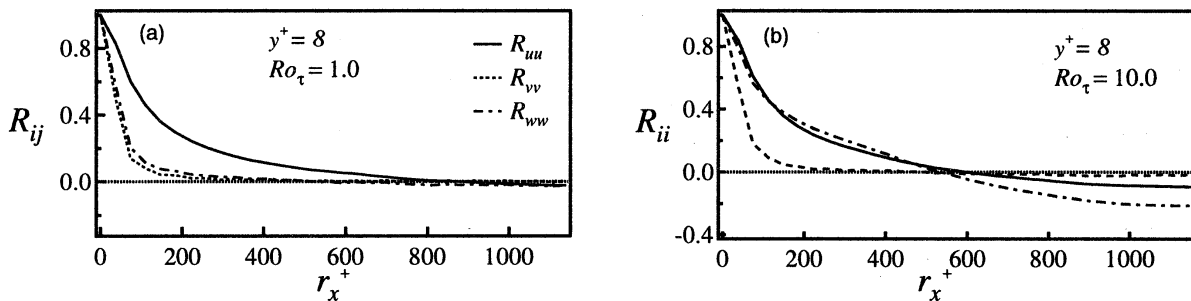 (a)
y⁺ = 8
Ro_τ = 1.0
R_uu
R_vv
R_ww
R_ij
0.8
0.4
0.0
0 200 400 600 800 1000
r_x⁺
(b)
y⁺ = 8
Ro_τ = 10.0
R_ii
0.8
0.4
0.0
-0.4
0 200 400 600 800 1000
r_x⁺